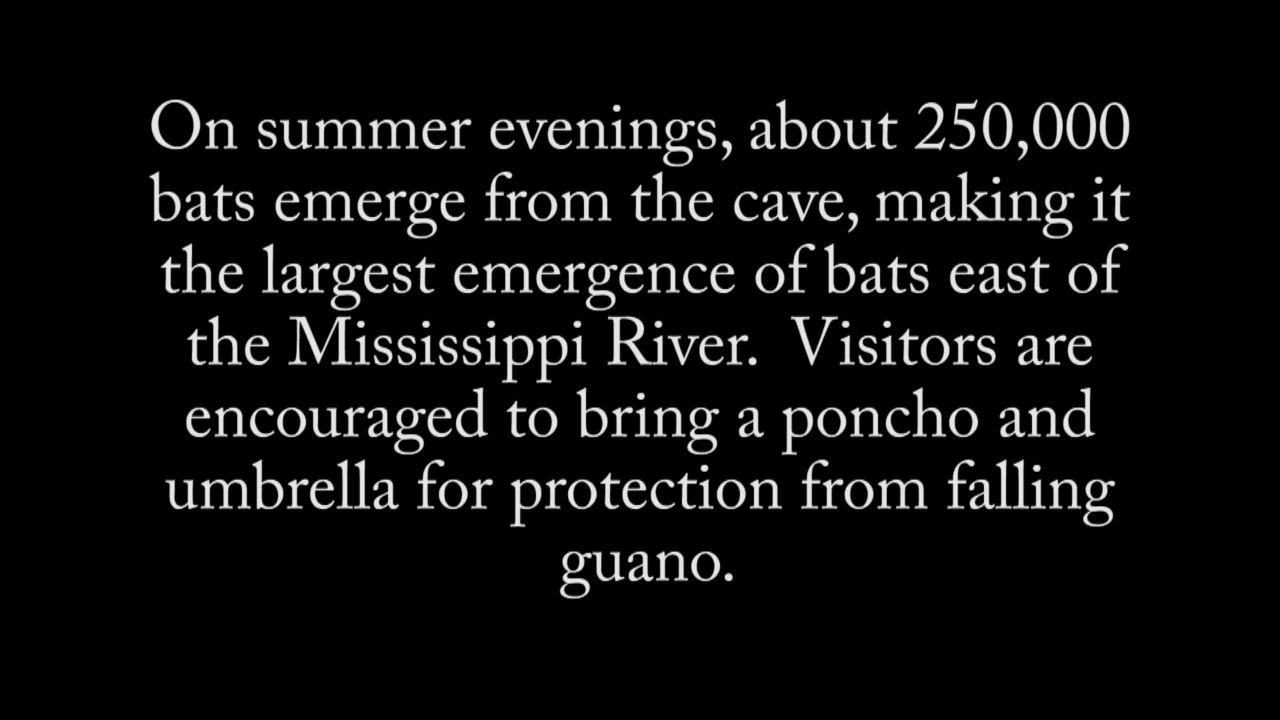 On summer evenings, about 250,000
bats emerge from the cave, making it
the largest emergence of bats east of
the Mississippi River.  Visitors are
encouraged to bring a poncho and
umbrella for protection from falling
guano.